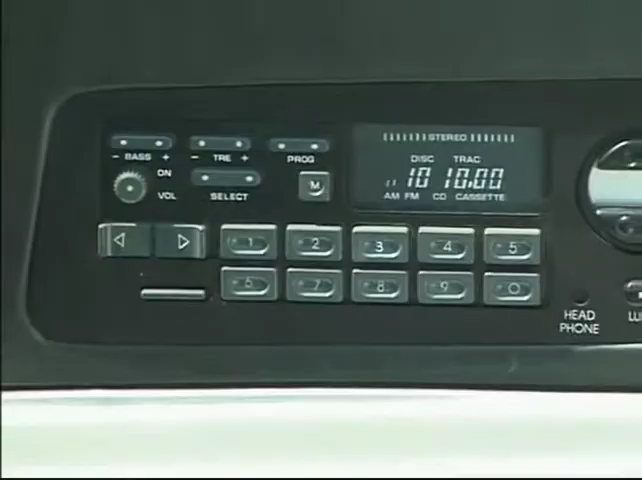 STEREO
- BASS + - TRE + PROG
DISC TRAC
ON
10 10.00
VOL SELECT M
AM FM CD CASSETTE
1 2 3 4 5
6 7 8 9 0
HEAD
PHONE